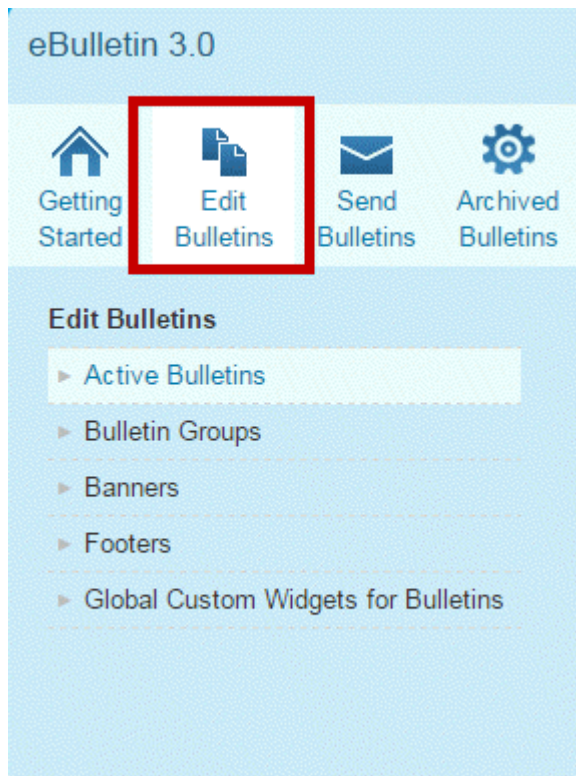 eBulletin 3.0
Getting Started
Edit Bulletins
Send Bulletins
Archived Bulletins
Edit Bulletins
Active Bulletins
Bulletin Groups
Banners
Footers
Global Custom Widgets for Bulletins